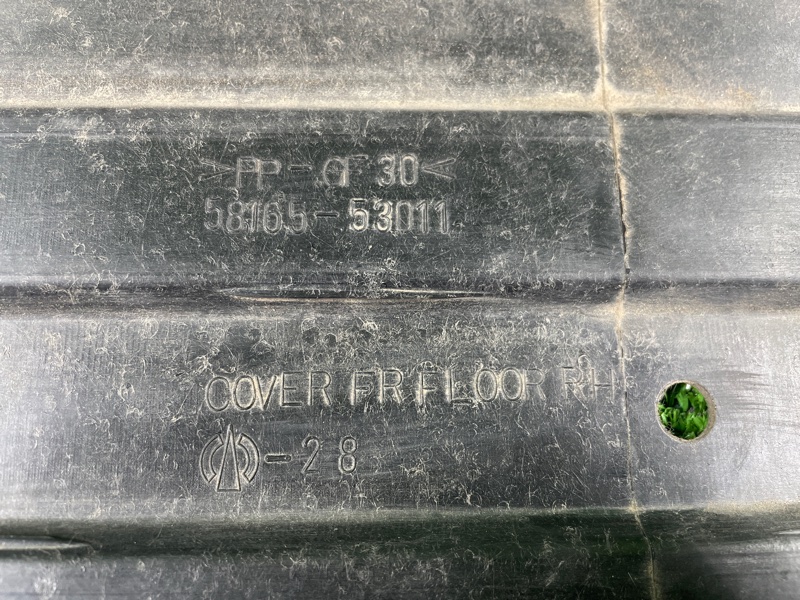 >PP-GF30<
58165-53011
COVER FR FLOOR RH
-28